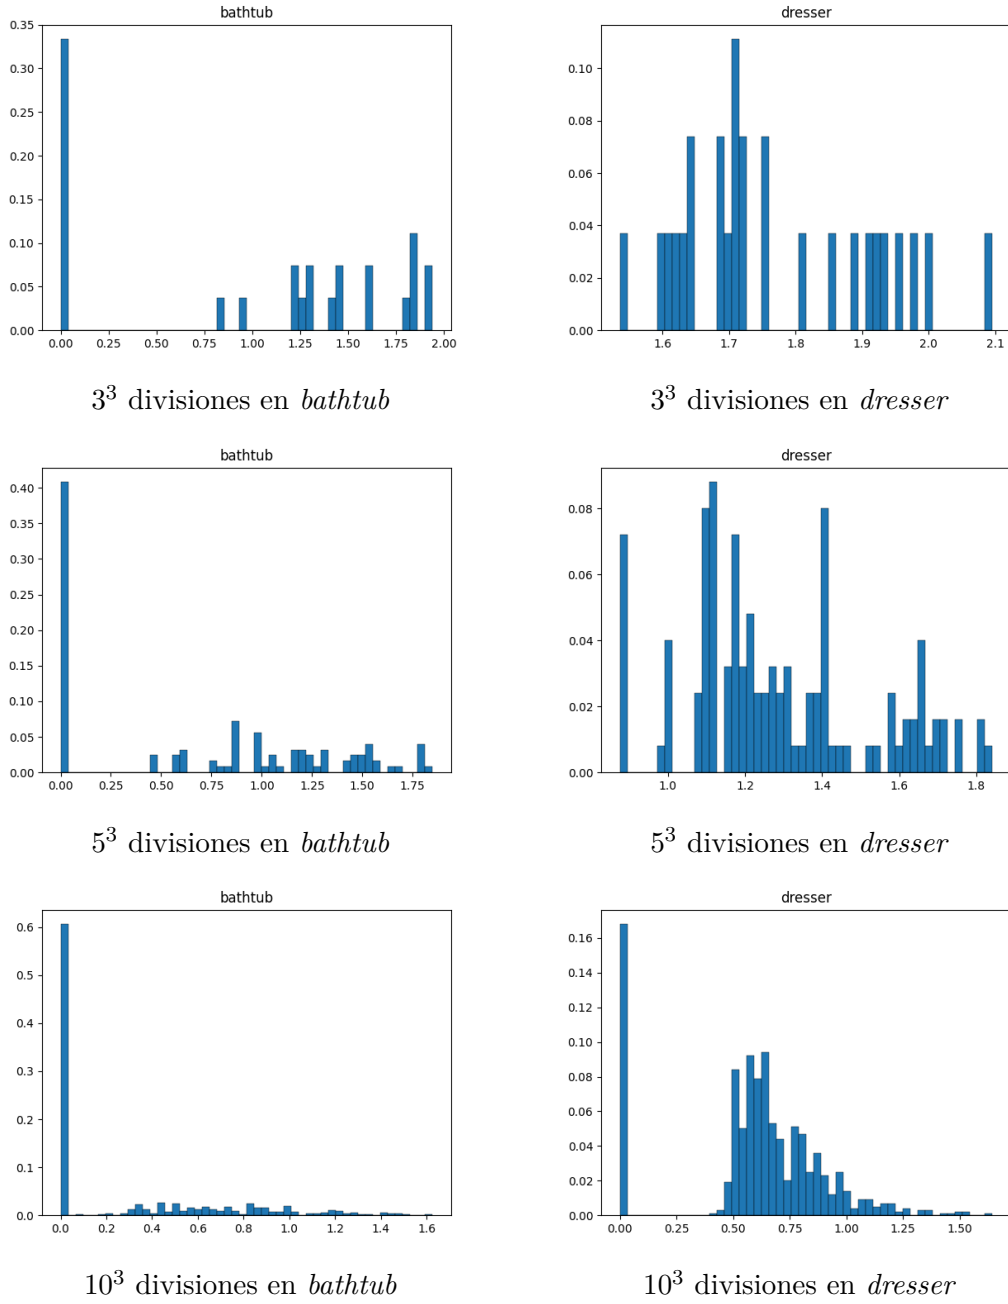 bathtub
dresser
0.35
0.30
0.25
0.20
0.15
0.10
0.05
0.00
0.00 0.25 0.50 0.75 1.00 1.25 1.50 1.75 2.00
0.10
0.08
0.06
0.04
0.02
0.00
1.6 1.7 1.8 1.9 2.0 2.1
3³ divisiones en bathtub
3³ divisiones en dresser
bathtub
dresser
0.40
0.35
0.30
0.25
0.20
0.15
0.10
0.05
0.00
0.00 0.25 0.50 0.75 1.00 1.25 1.50 1.75
0.08
0.06
0.04
0.02
0.00
1.0 1.2 1.4 1.6 1.8
5³ divisiones en bathtub
5³ divisiones en dresser
bathtub
dresser
0.6
0.5
0.4
0.3
0.2
0.1
0.0
0.0 0.2 0.4 0.6 0.8 1.0 1.2 1.4 1.6
0.16
0.14
0.12
0.10
0.08
0.06
0.04
0.02
0.00
0.00 0.25 0.50 0.75 1.00 1.25 1.50
10³ divisiones en bathtub
10³ divisiones en dresser